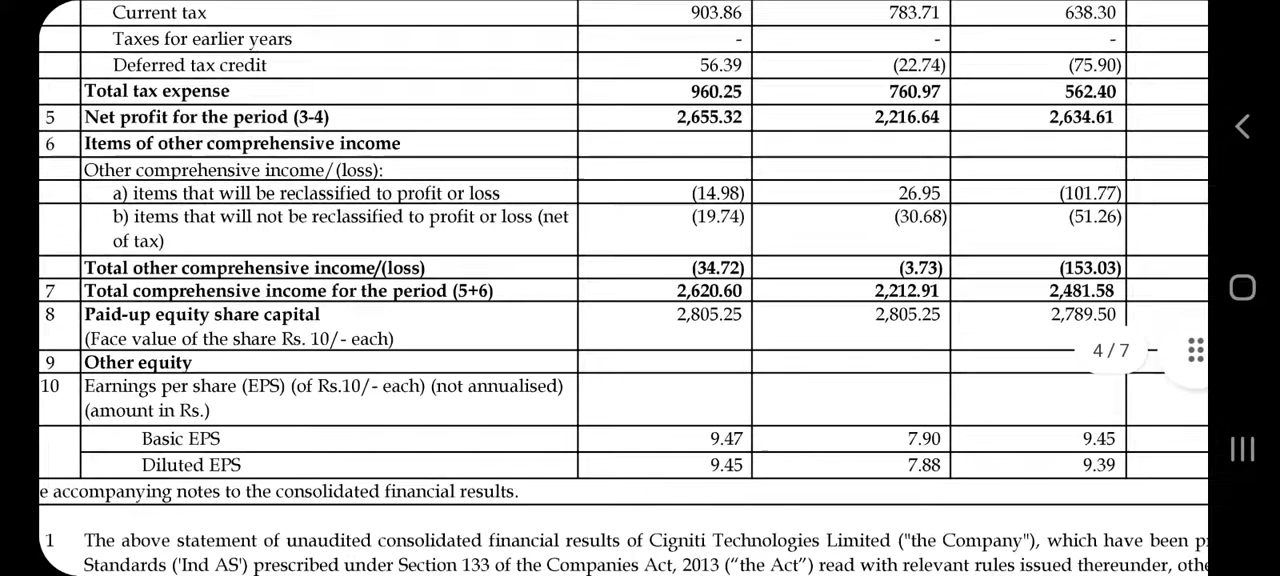 Current tax 903.86 783.71 638.30
Taxes for earlier years - - -
Deferred tax credit 56.39 (22.74) (75.90)
Total tax expense 960.25 760.97 562.40
5 Net profit for the period (3-4) 2,655.32 2,216.64 2,634.61
6 Items of other comprehensive income
Other comprehensive income/(loss):
a) items that will be reclassified to profit or loss (14.98) 26.95 (101.77)
b) items that will not be reclassified to profit or loss (net (19.74) (30.68) (51.26)
of tax)
Total other comprehensive income/(loss) (34.72) (3.73) (153.03)
7 Total comprehensive income for the period (5+6) 2,620.60 2,212.91 2,481.58
8 Paid-up equity share capital 2,805.25 2,805.25 2,789.50
(Face value of the share Rs. 10/- each)
4/7
9 Other equity
10 Earnings per share (EPS) (of Rs.10/- each) (not annualised)
(amount in Rs.)
Basic EPS 9.47 7.90 9.45
Diluted EPS 9.45 7.88 9.39
e accompanying notes to the consolidated financial results.
1 The above statement of unaudited consolidated financial results of Cigniti Technologies Limited ("the Company"), which have been p
Standards ('Ind AS') prescribed under Section 133 of the Companies Act, 2013 ("the Act") read with relevant rules issued thereunder, othe